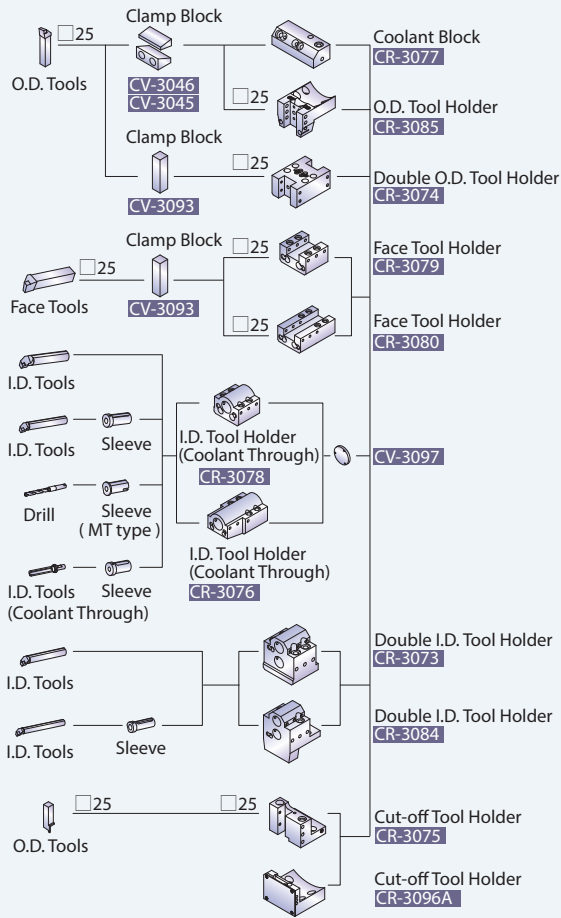 Clamp Block
□25
Coolant Block
CR-3077
O.D. Tools
CV-3046
CV-3045
□25
O.D. Tool Holder
CR-3085
Clamp Block
□25
Double O.D. Tool Holder
CR-3074
CV-3093
Clamp Block
□25
Face Tool Holder
CR-3079
□25
Face Tools
CV-3093
□25
Face Tool Holder
CR-3080
I.D. Tools
I.D. Tools
Sleeve
I.D. Tool Holder
(Coolant Through)
CR-3078
CV-3097
Drill
Sleeve
( MT type )
I.D. Tool Holder
(Coolant Through)
CR-3076
I.D. Tools
(Coolant Through)
Sleeve
Double I.D. Tool Holder
CR-3073
I.D. Tools
Double I.D. Tool Holder
CR-3084
I.D. Tools
Sleeve
□25
□25
Cut-off Tool Holder
CR-3075
O.D. Tools
Cut-off Tool Holder
CR-3096A